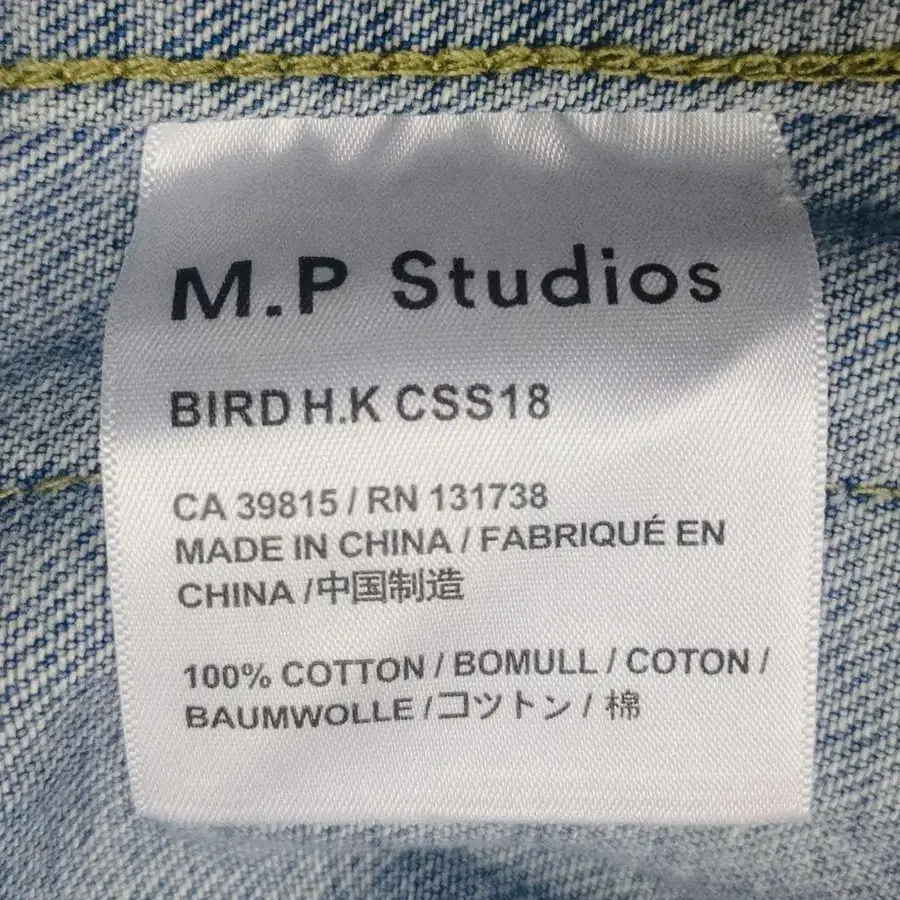 M.P Studios
BIRD H.K CSS18
CA 39815 / RN 131738
MADE IN CHINA / FABRIQUÉ EN
CHINA /中国制造
100% COTTON / BOMULL / COTON /
BAUMWOLLE /コツトン / 棉